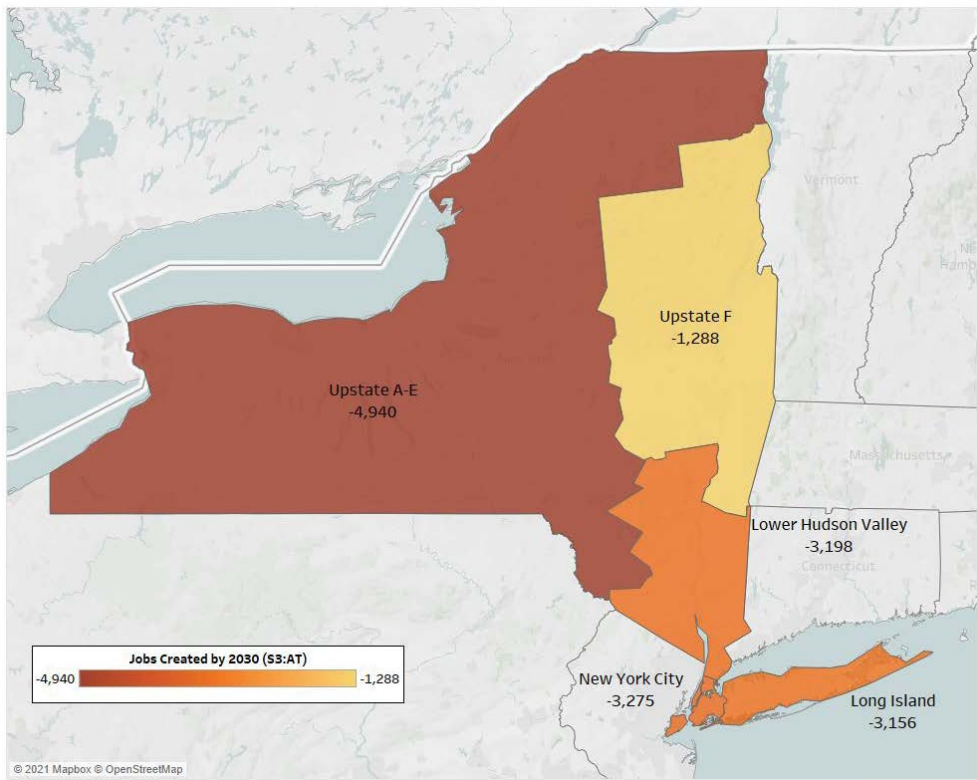 Vermont
Upstate F
-1,288
Upstate A-E
-4,940
Massachusetts
Lower Hudson Valley
-3,198
Connecticut
Jobs Created by 2030 (S3:AT)
-4,940
-1,288
New York City
-3,275
Long Island
-3,156
© 2021 Mapbox © OpenStreetMap